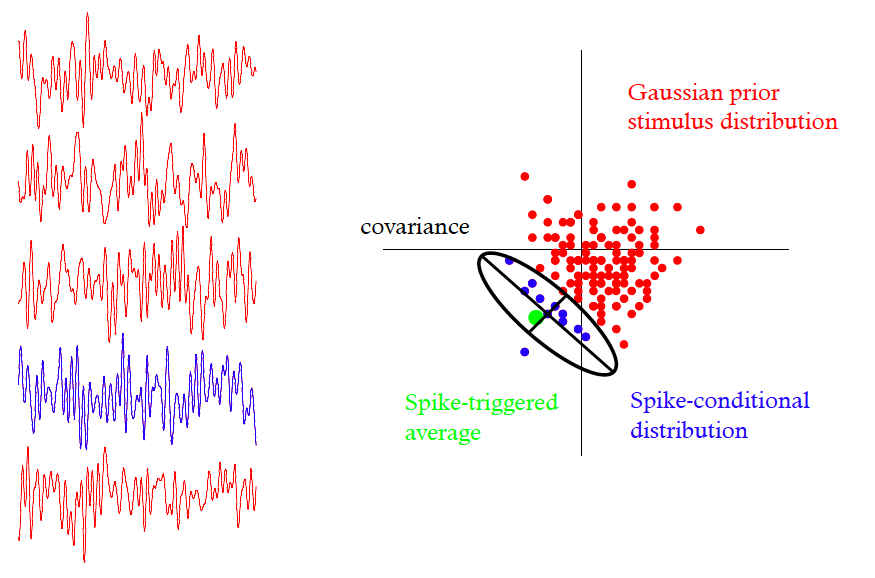 Gaussian prior
stimulus distribution
covariance
Spike-triggered
average
Spike-conditional
distribution